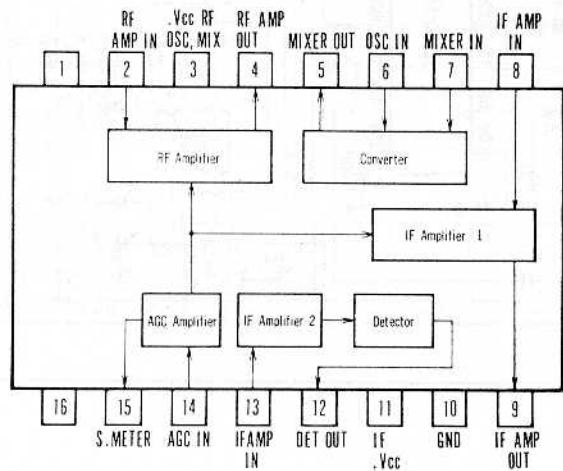 RF AMP IN
.Vcc RF OSC, MIX
RF AMP OUT
MIXER OUT
OSC IN
MIXER IN
IF AMP IN
1
2
3
4
5
6
7
8
RF Amplifier
Converter
IF Amplifier 1
AGC Amplifier
IF Amplifier 2
Detector
16
15
14
13
12
11
10
9
S.METER
AGC IN
IFAMP IN
DET OUT
IF .Vcc
GND
IF AMP OUT